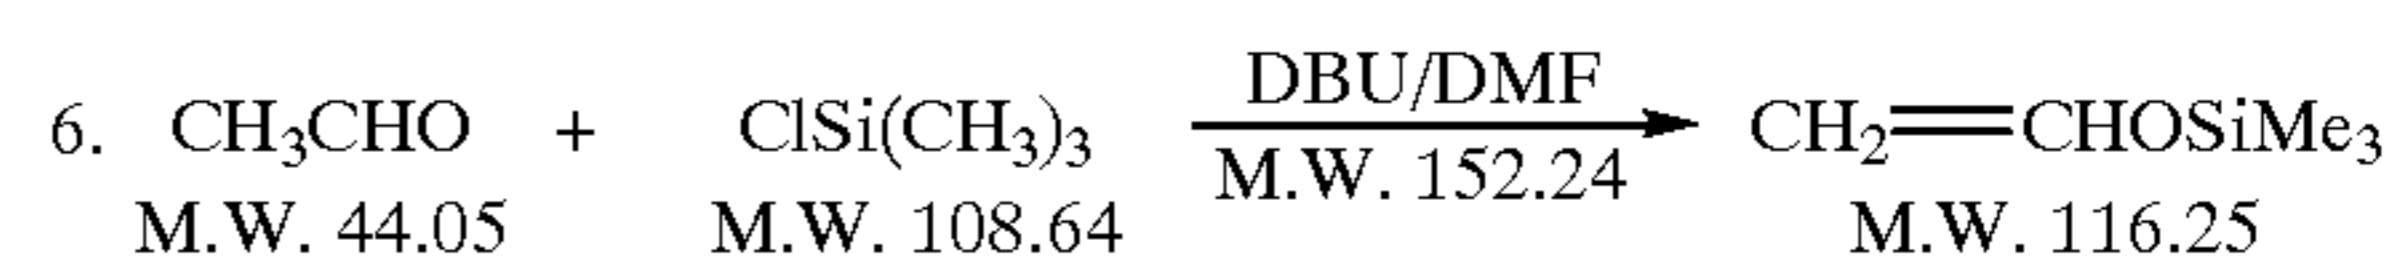 DBU/DMF
6. CH₃CHO + ClSi(CH₃)₃ CH₂=CHOSiMe₃
M.W. 152.24
M.W. 44.05 M.W. 108.64 M.W. 116.25